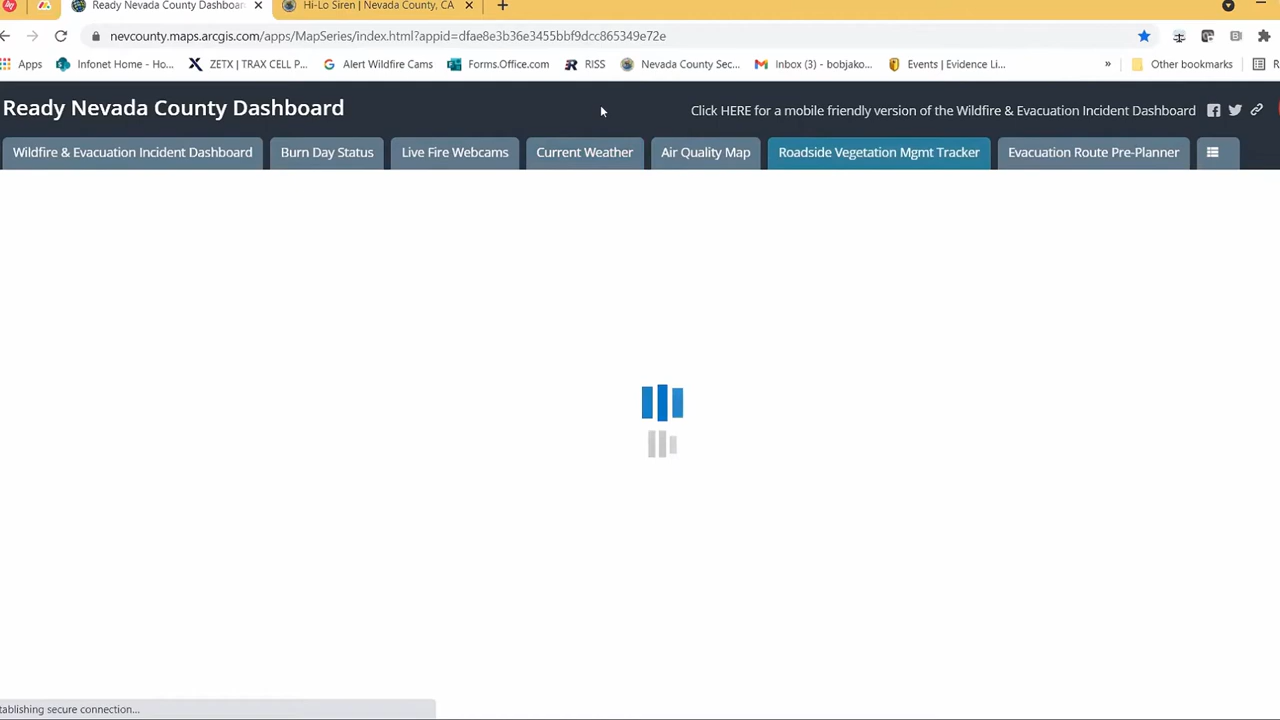 Ready Nevada County Dashboar
Hi-Lo Siren | Nevada County, CA
nevcounty.maps.arcgis.com/apps/MapSeries/index.html?appid=dfae8e3b36e3455bbf9dcc865349e72e
Apps
Infonet Home - Ho...
ZETX | TRAX CELL P...
Alert Wildfire Cams
Forms.Office.com
RISS
Nevada County Sec...
Inbox (3) - bobjako...
Events | Evidence Li...
»
Other bookmarks
R
Ready Nevada County Dashboard
Click HERE for a mobile friendly version of the Wildfire & Evacuation Incident Dashboard
Wildfire & Evacuation Incident Dashboard
Burn Day Status
Live Fire Webcams
Current Weather
Air Quality Map
Roadside Vegetation Mgmt Tracker
Evacuation Route Pre-Planner
tablishing secure connection...